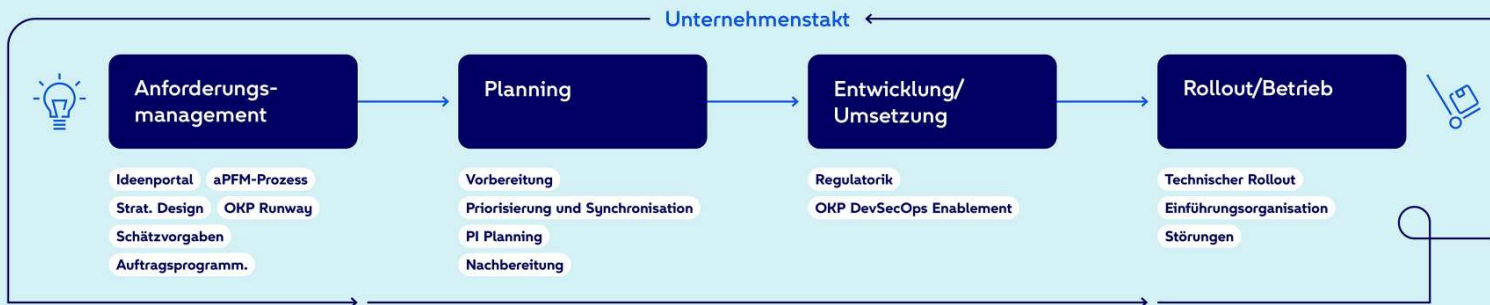 Unternehmenstakt
Anforderungs-
management
Planning
Entwicklung/
Umsetzung
Rollout/Betrieb
Ideenportal aPFM-Prozess
Strat. Design OKP Runway
Schätzvorgaben
Auftragsprogramm.
Vorbereitung
Priorisierung und Synchronisation
PI Planning
Nachbereitung
Regulatorik
OKP DevSecOps Enablement
Technischer Rollout
Einführungsorganisation
Störungen